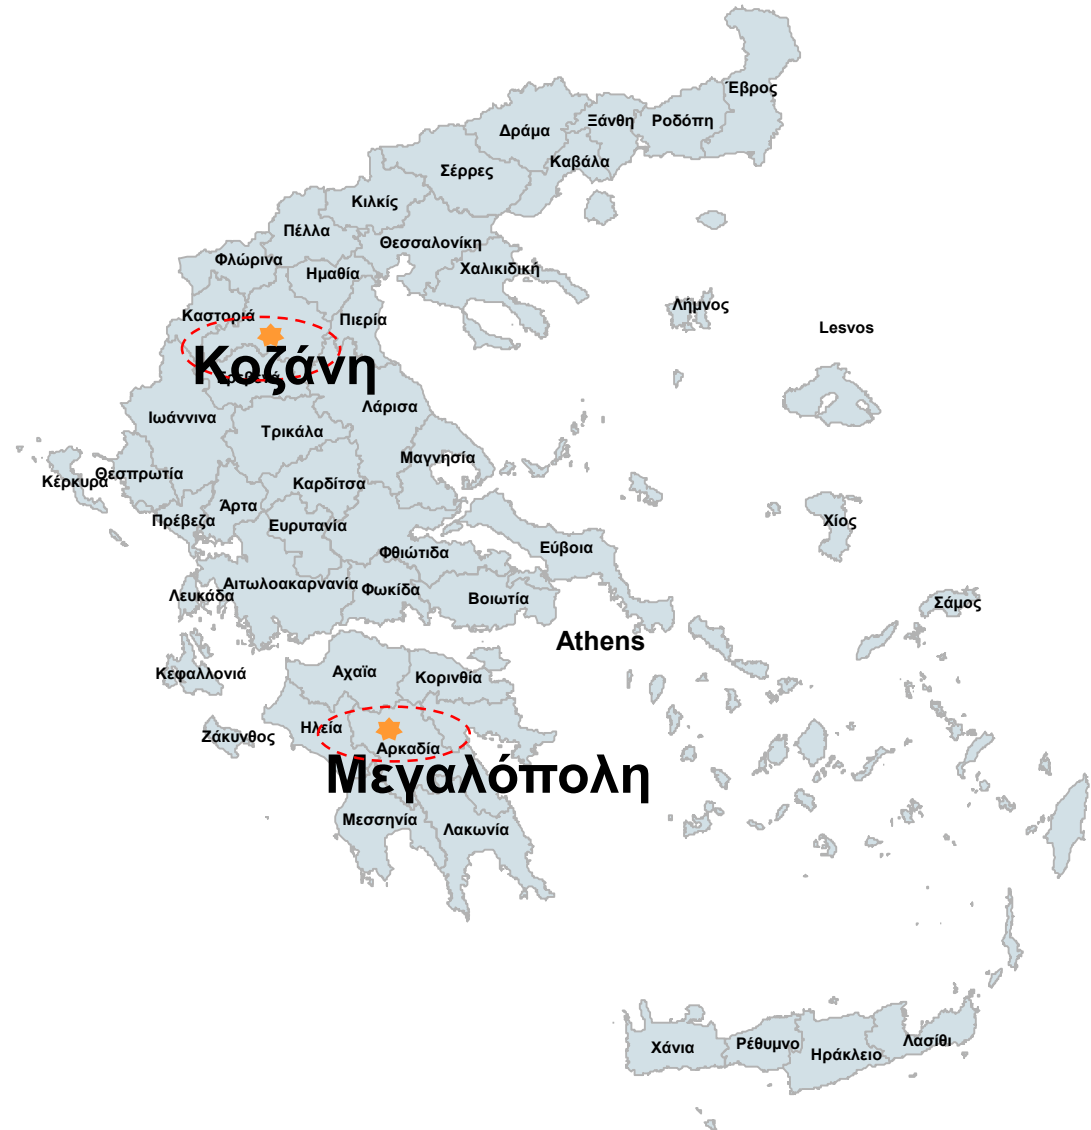 Έβρος
Ξάνθη
Ροδόπη
Δράμα
Καβάλα
Σέρρες
Κιλκίς
Πέλλα
Θεσσαλονίκη
Φλώρινα
Ημαθία
Χαλικιδική
Λήμνος
Καστοριά
Πιερία
Lesvos
Κοζάνη
Λάρισα
Ιωάννινα
Τρικάλα
Μαγνησία
Θεσπρωτία
Κέρκυρα
Καρδίτσα
Άρτα
Πρέβεζα
Ευρυτανία
Χίος
Εύβοια
Φθιώτιδα
Αιτωλοακαρνανία
Φωκίδα
Λευκάδα
Βοιωτία
Σάμος
Athens
Αχαϊα
Κεφαλλονιά
Κορινθία
Ηλεία
Ζάκυνθος
Αρκαδία
Μεγαλόπολη
Μεσσηνία
Λακωνία
Χάνια
Ρέθυμνο
Ηράκλειο
Λασίθι